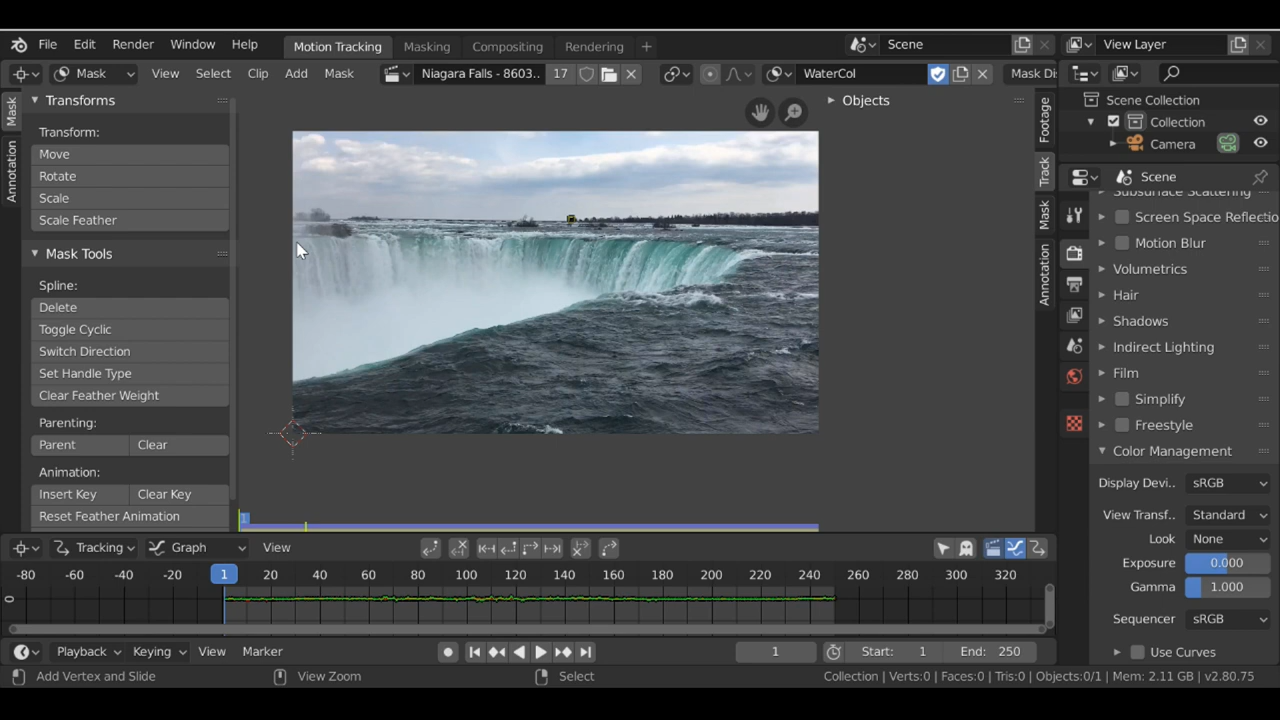 File Edit Render Window Help Motion Tracking Masking Compositing Rendering + Scene View Layer
Mask View Select Clip Add Mask Niagara Falls - 8603.. 17 WaterCol Mask Di
Mask
Annotation
Transforms
Transform:
Move
Rotate
Scale
Scale Feather
Mask Tools
Spline:
Delete
Toggle Cyclic
Switch Direction
Set Handle Type
Clear Feather Weight
Parenting:
Parent Clear
Animation:
Insert Key Clear Key
Reset Feather Animation
Objects
Footage
Track
Mask
Annotation
1
Scene Collection
Collection
Camera
Scene
Subsurface Scattering
Screen Space Reflectio
Motion Blur
Volumetrics
Hair
Shadows
Indirect Lighting
Film
Simplify
Freestyle
Color Management
Display Devi.. sRGB
View Transf.. Standard
Look None
Exposure 0.000
Gamma 1.000
Sequencer sRGB
Use Curves
Tracking Graph View
-80 -60 -40 -20 1 20 40 60 80 100 120 140 160 180 200 220 240 260 280 300 320
0
Playback Keying View Marker 1 Start: 1 End: 250
Add Vertex and Slide View Zoom Select Collection | Verts:0 | Faces:0 | Tris:0 | Objects:0/1 | Mem: 2.11 GB | v2.80.75